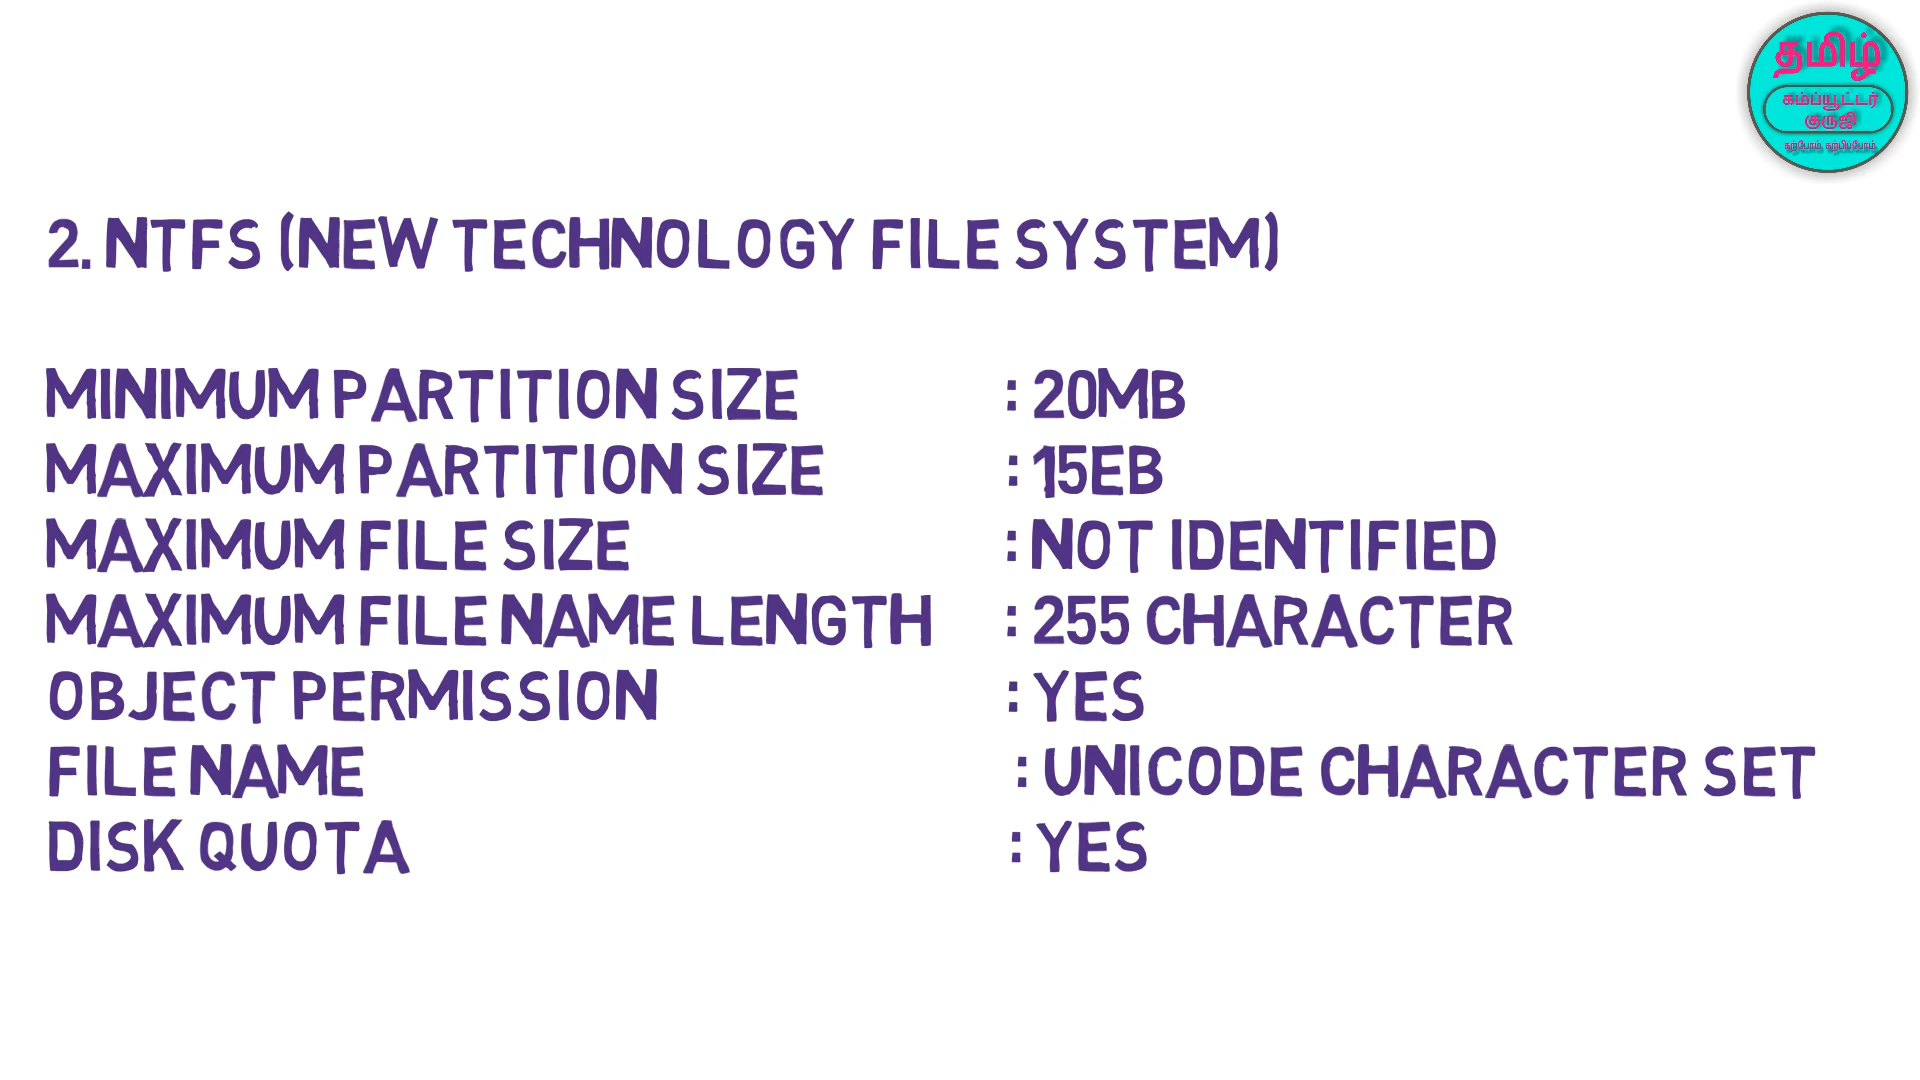 தமிழ்
கம்ப்யூட்டர்
குருஜி
கற்போம் கற்பிப்போம்
2. NTFS (NEW TECHNOLOGY FILE SYSTEM)
MINIMUM PARTITION SIZE : 20MB
MAXIMUM PARTITION SIZE : 15EB
MAXIMUM FILE SIZE : NOT IDENTIFIED
MAXIMUM FILE NAME LENGTH : 255 CHARACTER
OBJECT PERMISSION : YES
FILE NAME : UNICODE CHARACTER SET
DISK QUOTA : YES